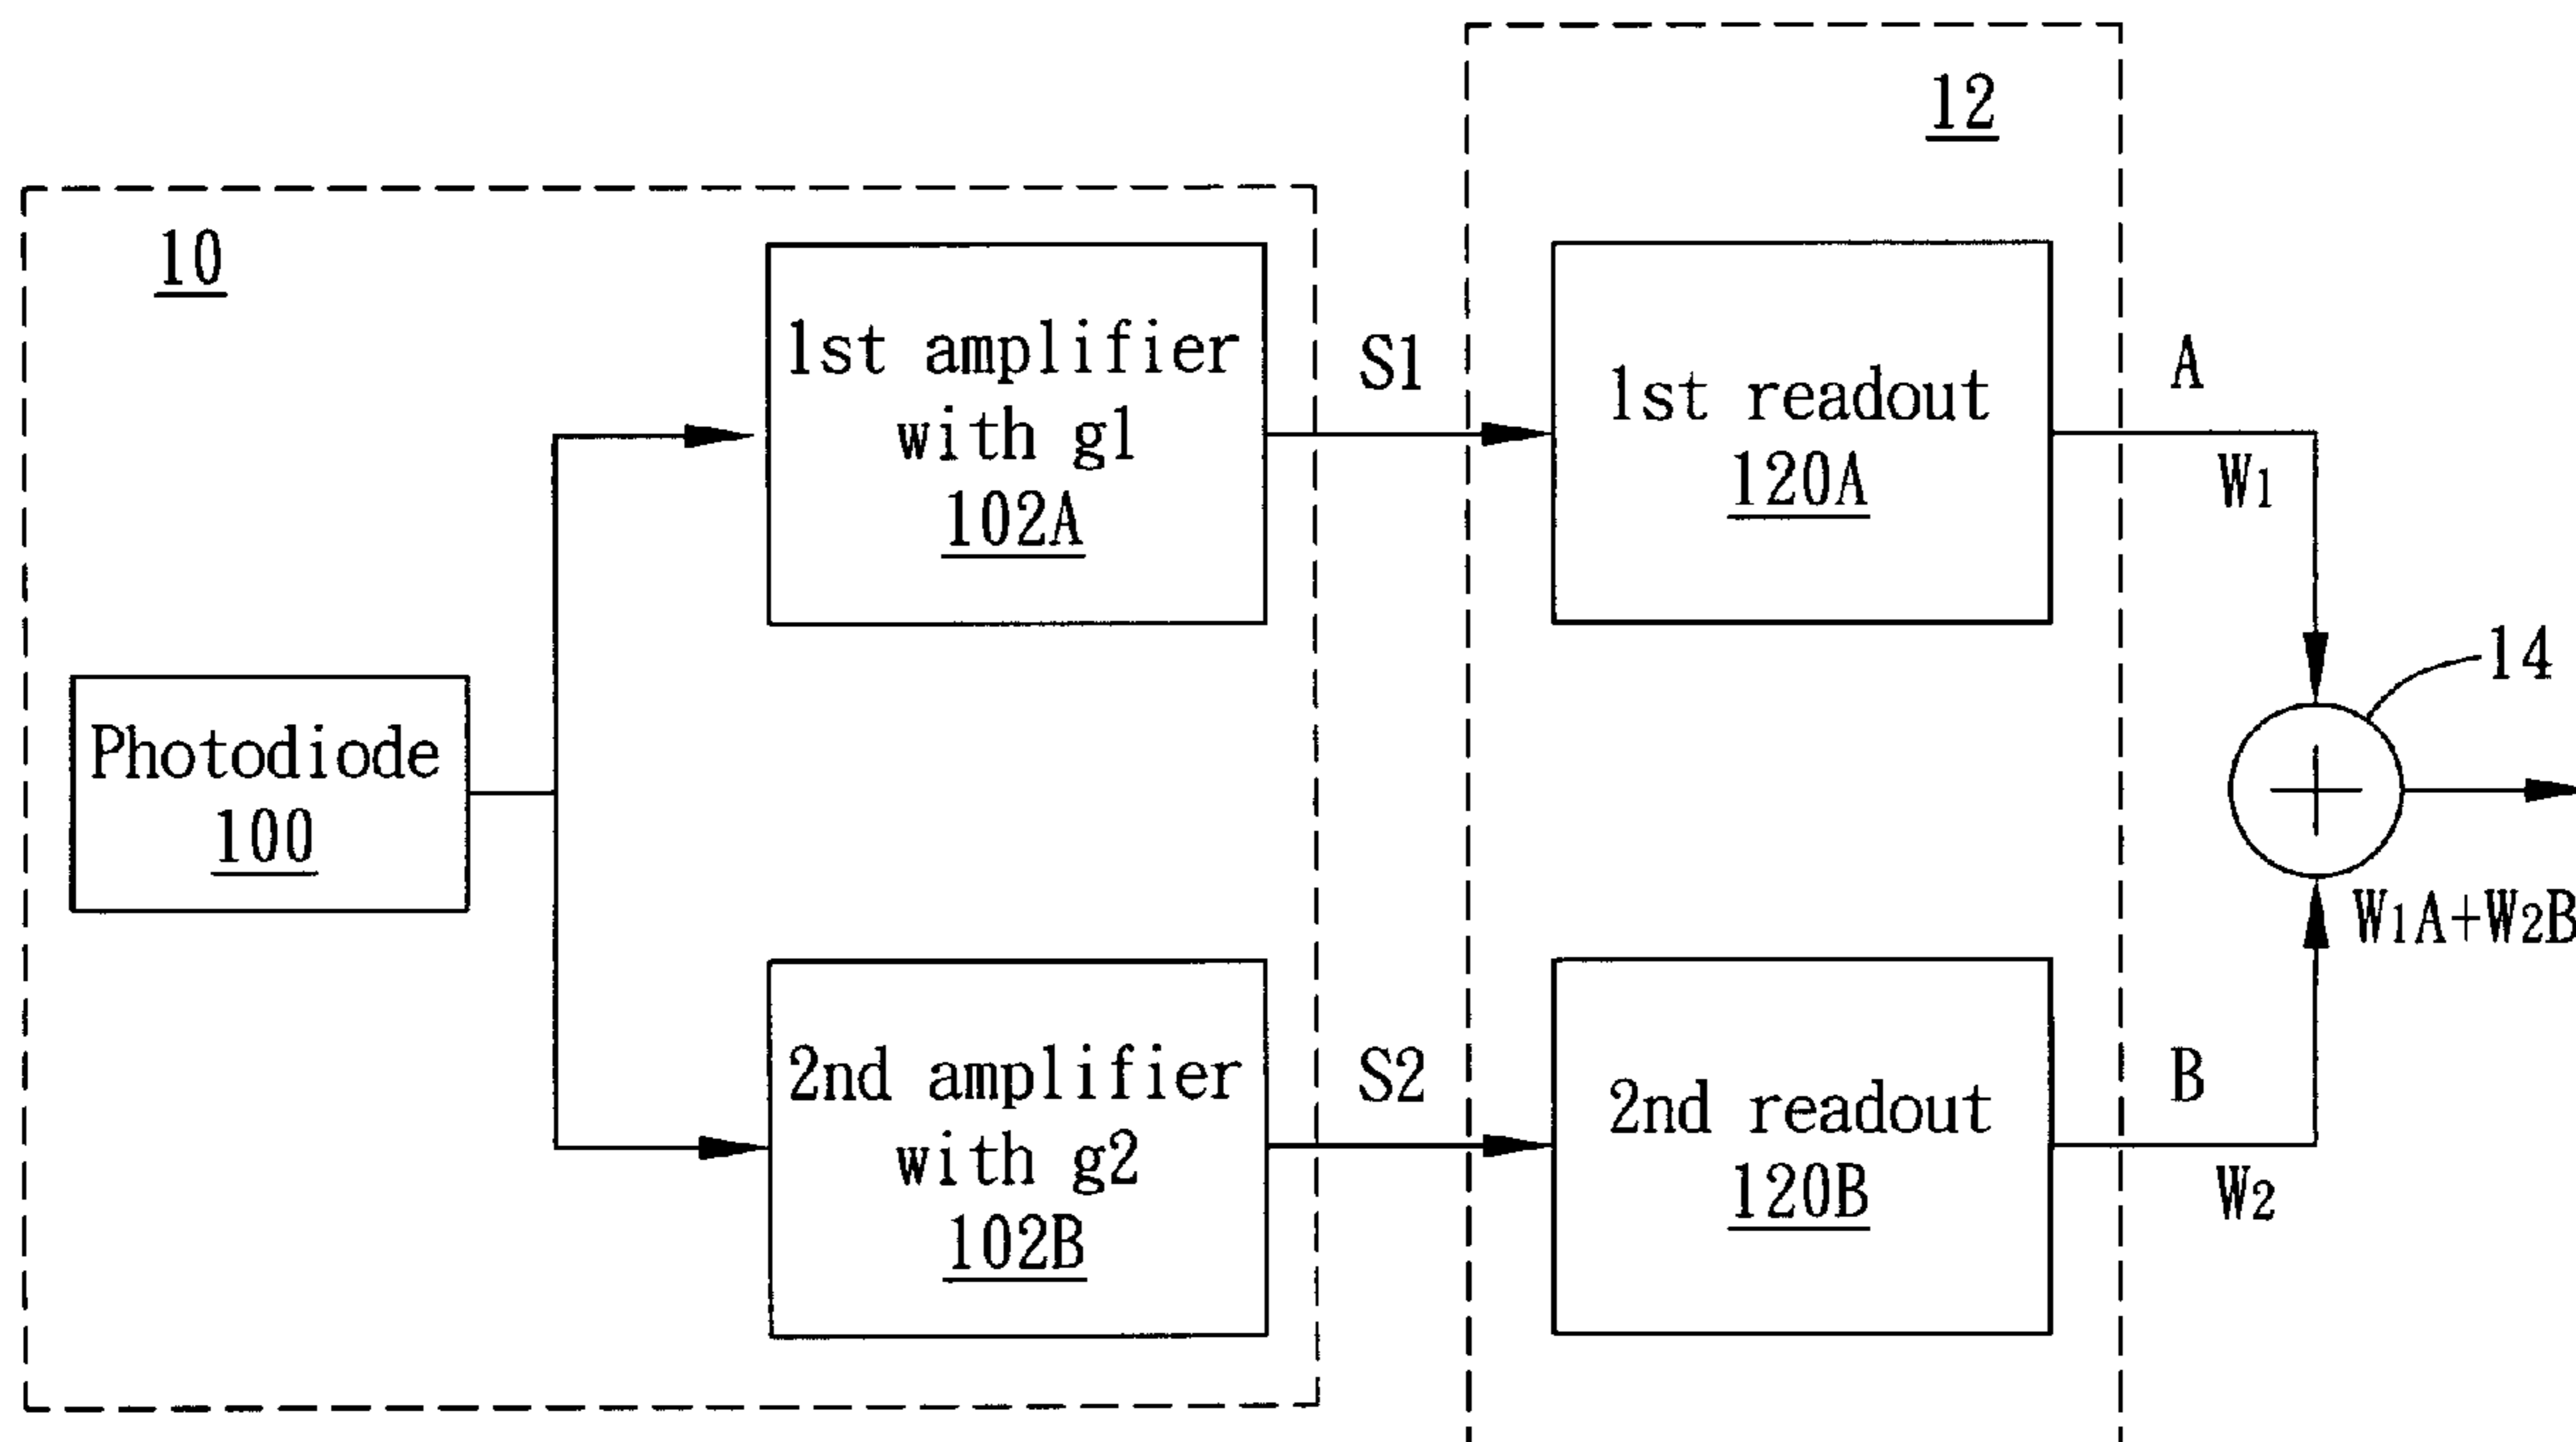 12
10
1st amplifier
with g1
102A
S1
1st readout
120A
A
W1
14
Photodiode
100
W1A+W2B
2nd amplifier
with g2
102B
S2
2nd readout
120B
B
W2